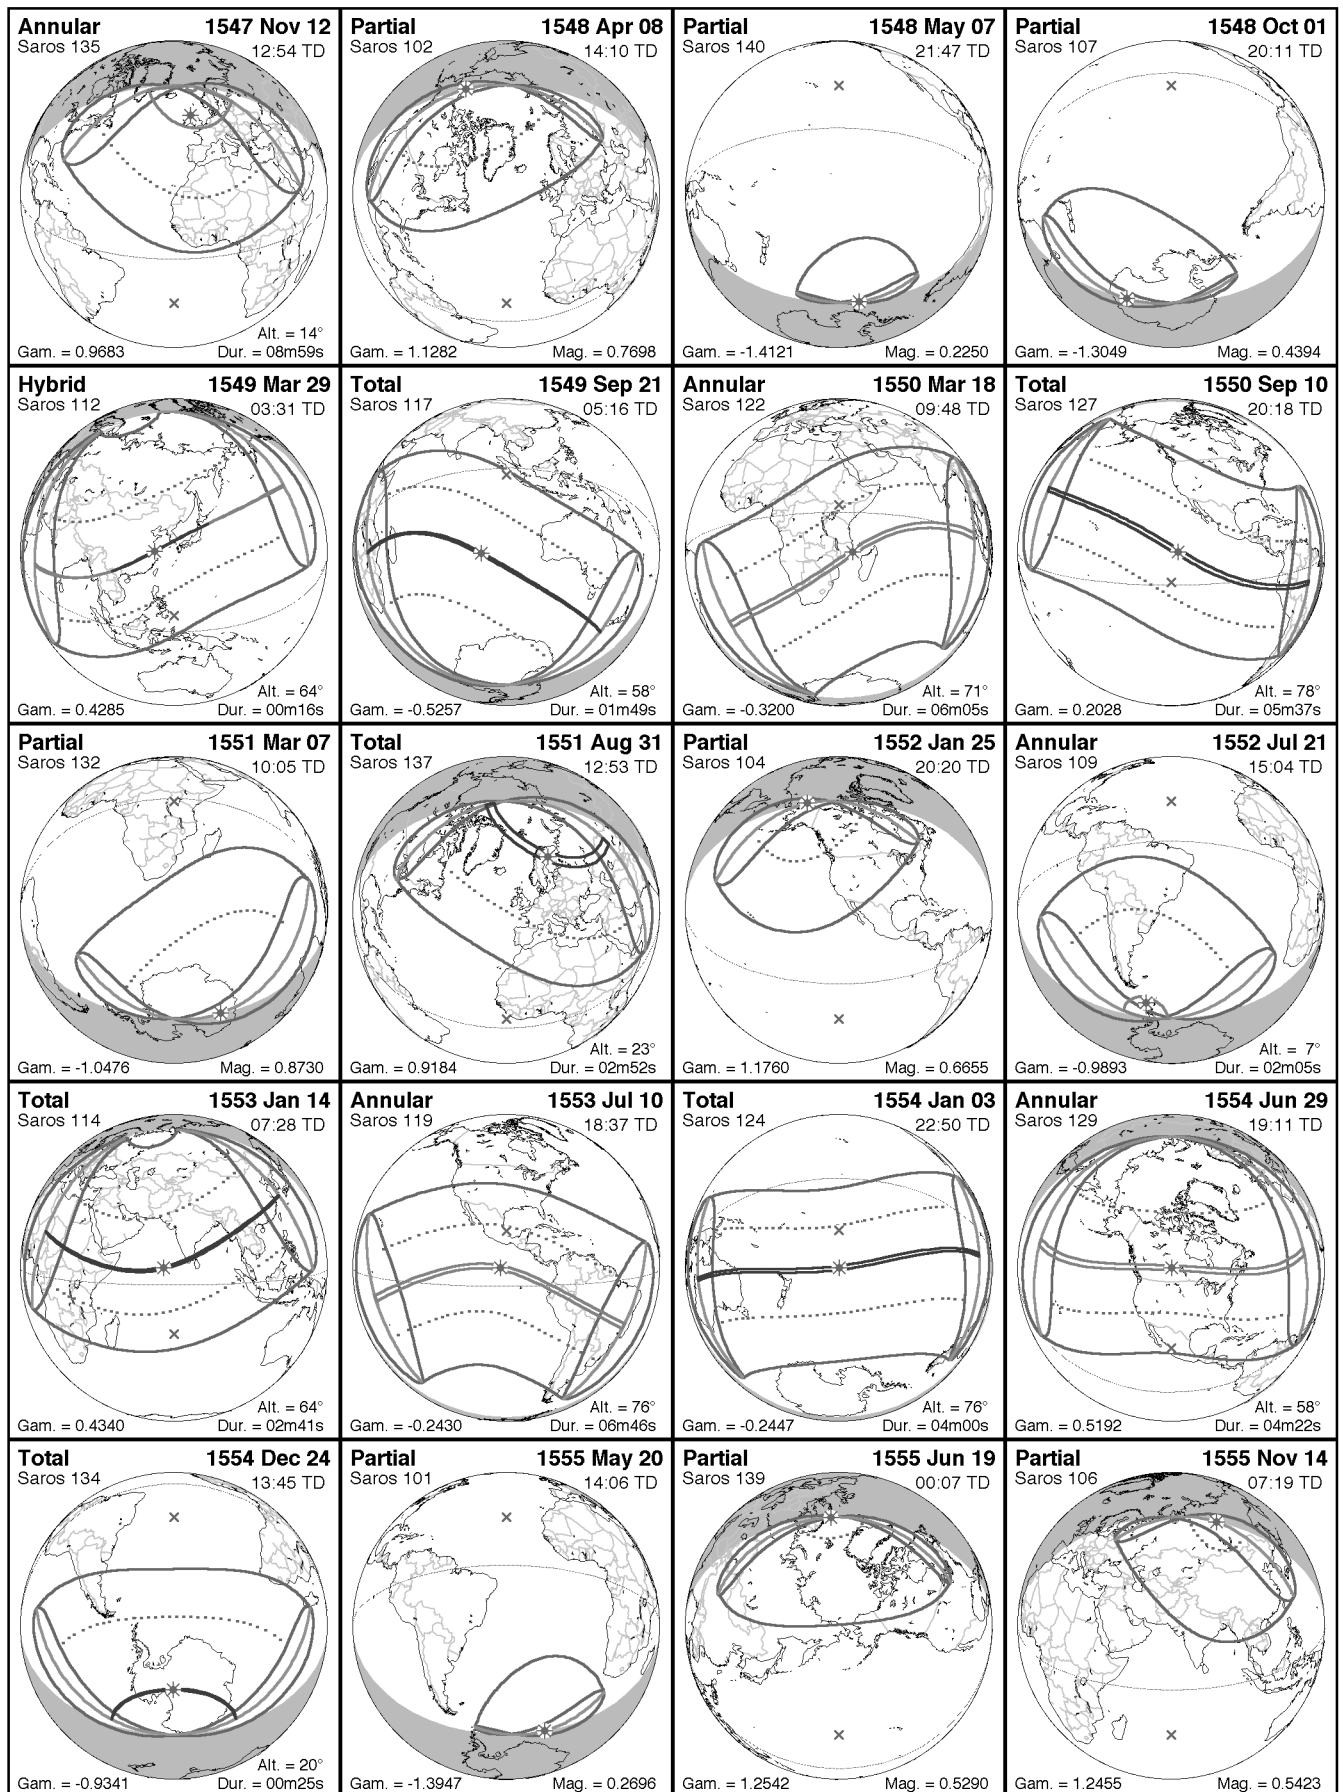 Annular 1547 Nov 12
Saros 135 12:54 TD
Alt. = 14°
Gam. = 0.9683 Dur. = 08m59s
Partial 1548 Apr 08
Saros 102 14:10 TD
Gam. = 1.1282 Mag. = 0.7698
Partial 1548 May 07
Saros 140 21:47 TD
Gam. = -1.4121 Mag. = 0.2250
Partial 1548 Oct 01
Saros 107 20:11 TD
Gam. = -1.3049 Mag. = 0.4394
Hybrid 1549 Mar 29
Saros 112 03:31 TD
Alt. = 64°
Gam. = 0.4285 Dur. = 00m16s
Total 1549 Sep 21
Saros 117 05:16 TD
Alt. = 58°
Gam. = -0.5257 Dur. = 01m49s
Annular 1550 Mar 18
Saros 122 09:48 TD
Alt. = 71°
Gam. = -0.3200 Dur. = 06m05s
Total 1550 Sep 10
Saros 127 20:18 TD
Alt. = 78°
Gam. = 0.2028 Dur. = 05m37s
Partial 1551 Mar 07
Saros 132 10:05 TD
Gam. = -1.0476 Mag. = 0.8730
Total 1551 Aug 31
Saros 137 12:53 TD
Alt. = 23°
Gam. = 0.9184 Dur. = 02m52s
Partial 1552 Jan 25
Saros 104 20:20 TD
Gam. = 1.1760 Mag. = 0.6655
Annular 1552 Jul 21
Saros 109 15:04 TD
Alt. = 7°
Gam. = -0.9893 Dur. = 02m05s
Total 1553 Jan 14
Saros 114 07:28 TD
Alt. = 64°
Gam. = 0.4340 Dur. = 02m41s
Annular 1553 Jul 10
Saros 119 18:37 TD
Alt. = 76°
Gam. = -0.2430 Dur. = 06m46s
Total 1554 Jan 03
Saros 124 22:50 TD
Alt. = 76°
Gam. = -0.2447 Dur. = 04m00s
Annular 1554 Jun 29
Saros 129 19:11 TD
Alt. = 58°
Gam. = 0.5192 Dur. = 04m22s
Total 1554 Dec 24
Saros 134 13:45 TD
Alt. = 20°
Gam. = -0.9341 Dur. = 00m25s
Partial 1555 May 20
Saros 101 14:06 TD
Gam. = -1.3947 Mag. = 0.2696
Partial 1555 Jun 19
Saros 139 00:07 TD
Gam. = 1.2542 Mag. = 0.5290
Partial 1555 Nov 14
Saros 106 07:19 TD
Gam. = 1.2455 Mag. = 0.5423